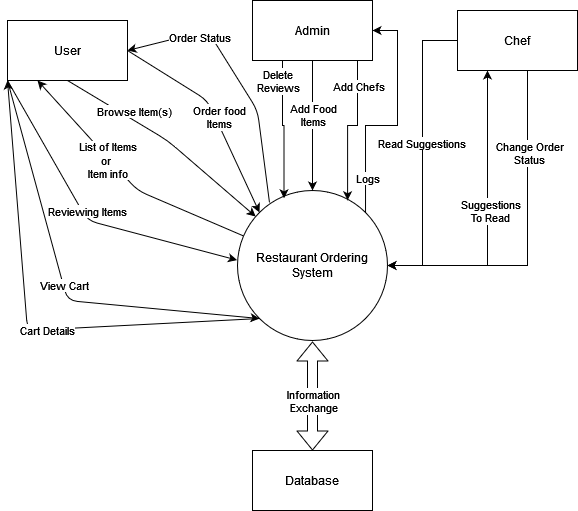 User
Admin
Chef
Order Status
Delete
Reviews
Add Chefs
Browse Item(s)
Order food
Items
Add Food
Items
List of Items
or
Item info
Read Suggestions
Change Order
Status
Logs
Reviewing Items
Suggestions
To Read
Restaurant Ordering
System
View Cart
Cart Details
Information
Exchange
Database